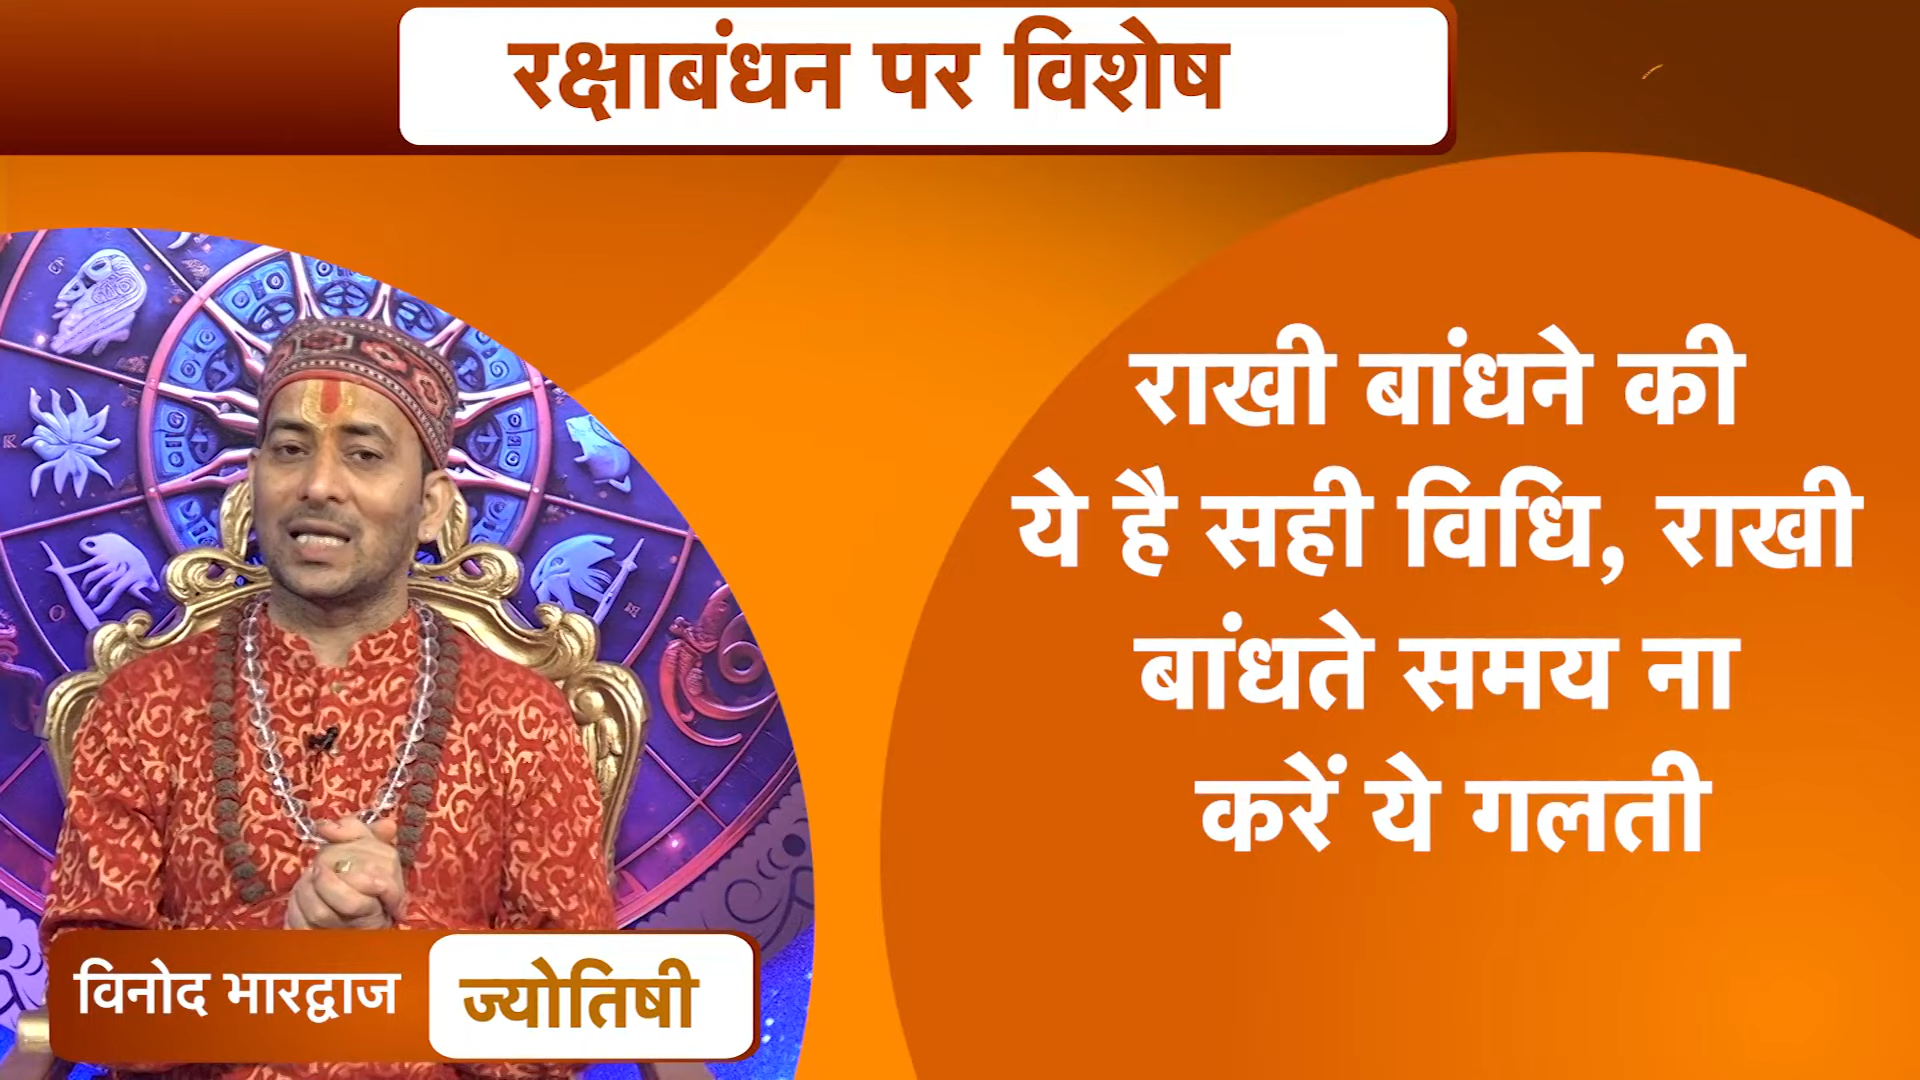 रक्षाबंधन पर विशेष
राखी बांधने की
ये है सही विधि, राखी
बांधते समय ना
करें ये गलती
विनोद भारद्वाज
ज्योतिषी